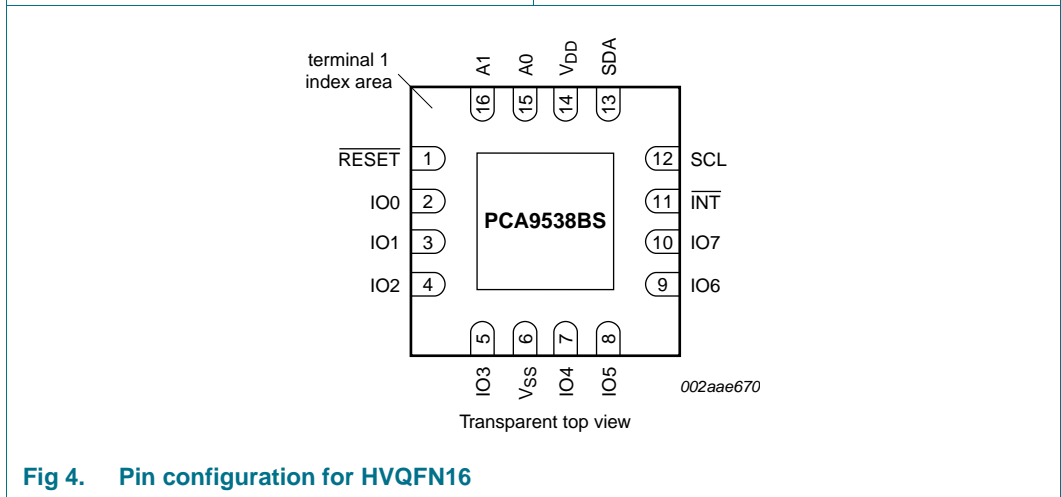 terminal 1
index area
A1
A0
VDD
SDA
16
15
14
13
RESET 1
12 SCL
IO0 2
11 INT
PCA9538BS
IO1 3
10 IO7
IO2 4
9 IO6
5
6
7
8
IO3
VSS
IO4
IO5
002aae670
Transparent top view
Fig 4. Pin configuration for HVQFN16